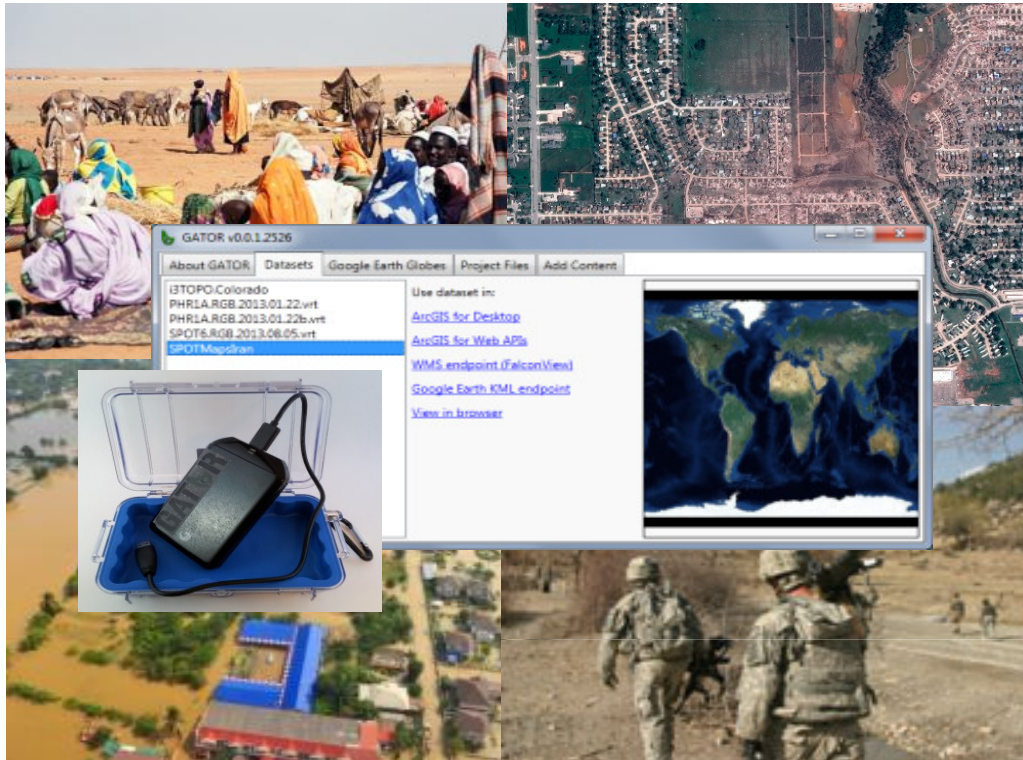 GATOR v0.0.1.2526
About GATOR
Datasets
Google Earth Globes
Project Files
Add Content
i3TOPO.Colorado
PHR1A.RGB.2013.01.22.vrt
PHR1A.RGB.2013.01.22b.vrt
SPOT6.RGB.2013.08.05.vrt
SPOTMapsIran
Use dataset in:
ArcGIS for Desktop
ArcGIS for Web APIs
WMS endpoint (FalconView)
Google Earth KML endpoint
View in browser
GATOR